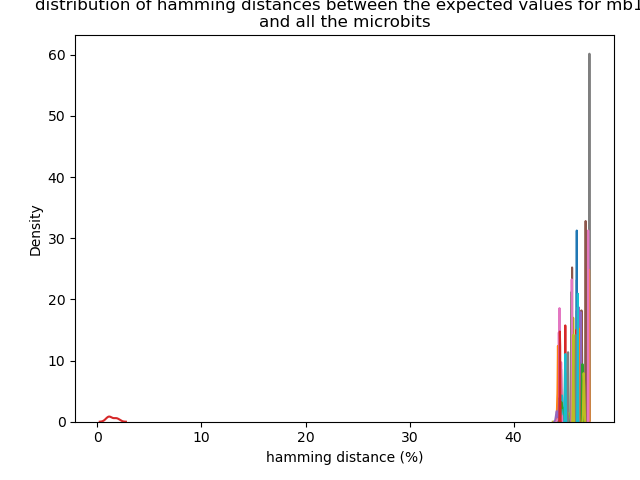 distribution of hamming distances between the expected values for mb1
and all the microbits
60
50
40
30
20
10
0
Density
0 10 20 30 40
hamming distance (%)